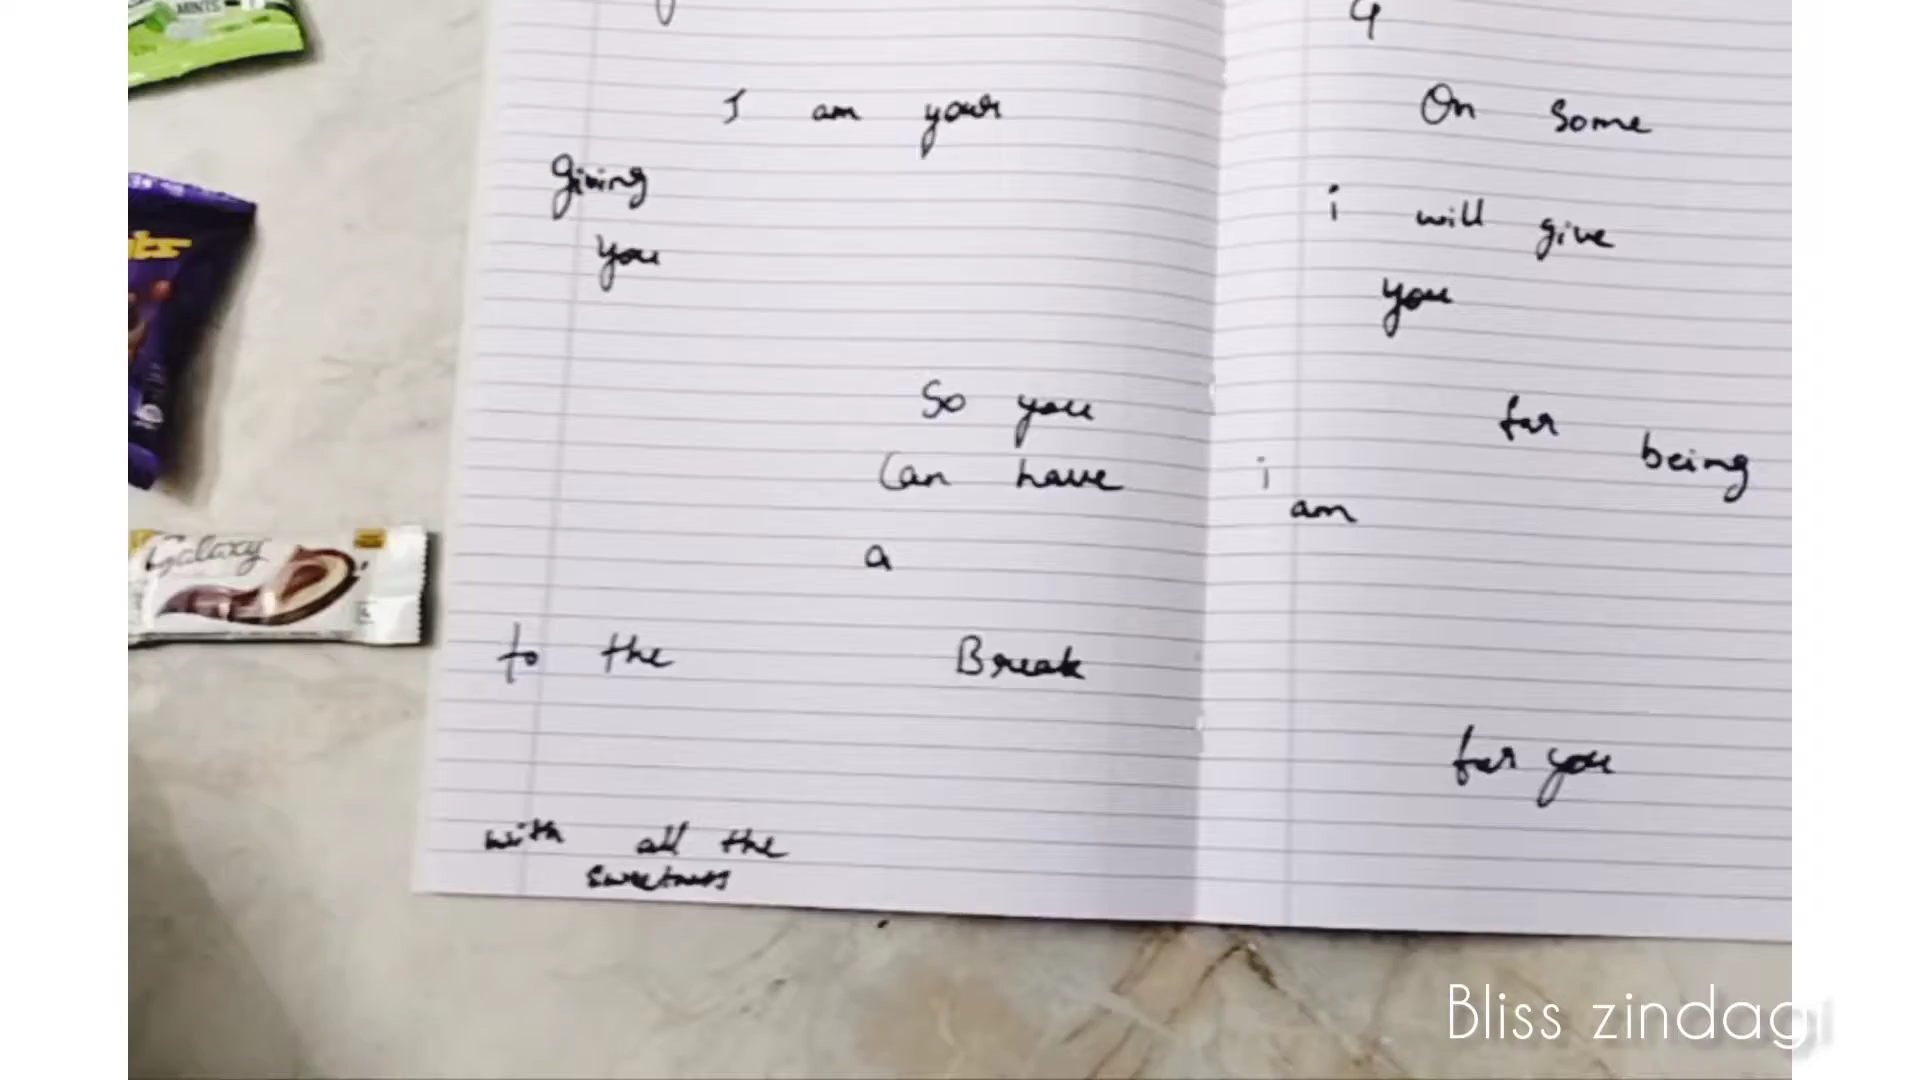 MINTS
I am your
giving
you
So you
Can have
a
to the Break
with all the
sweetness
On Some
i will give
you
for being
i
am
for you
Galaxy
Bliss zindagi